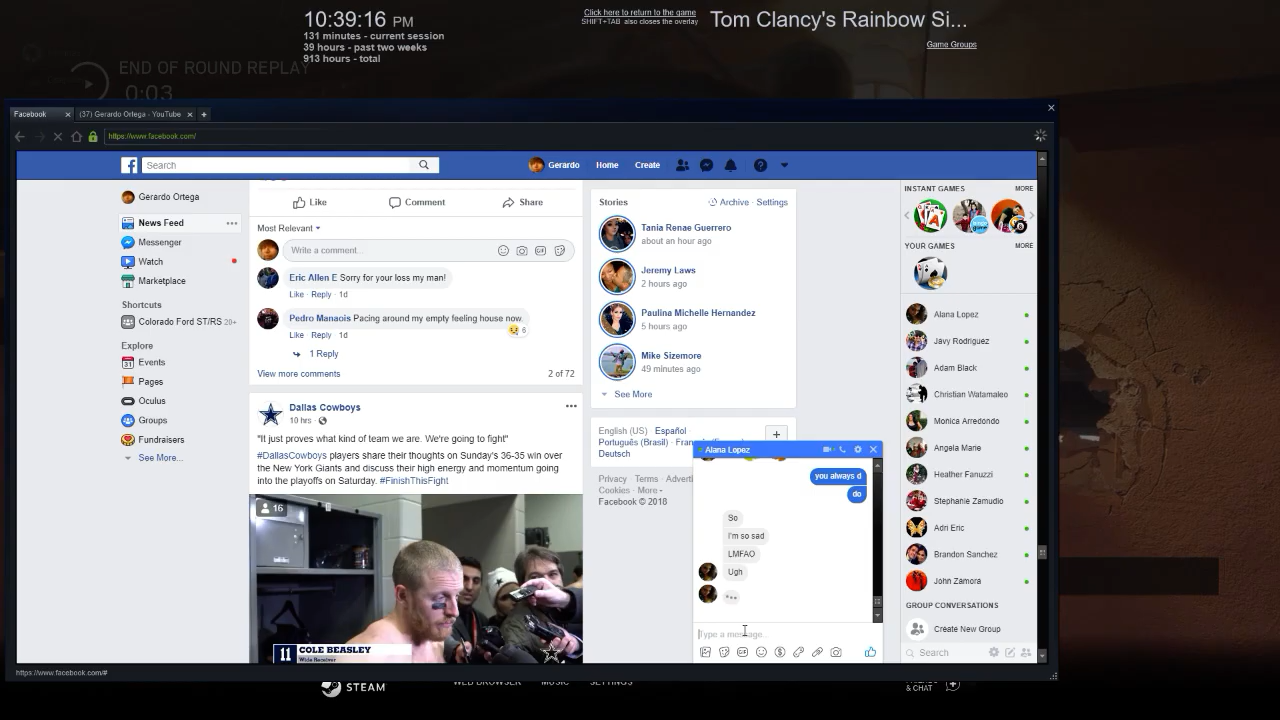 10:39:16 PM
131 minutes - current session
39 hours - past two weeks
913 hours - total
Click here to return to the game
SHIFT+TAB also closes the overlay
Tom Clancy's Rainbow Si...
Game Groups
END OF ROUND REPLAY
0:03
Facebook
(37) Gerardo Ortega - YouTube
https://www.facebook.com/
Search
Gerardo
Home
Create
Gerardo Ortega
News Feed
Messenger
Watch
Marketplace
Shortcuts
Colorado Ford ST/RS 20+
Explore
Events
Pages
Oculus
Groups
Fundraisers
See More...
Like
Comment
Share
Most Relevant
Write a comment...
Eric Allen E Sorry for your loss my man!
Like · Reply · 1d
Pedro Manaois Pacing around my empty feeling house now.
6
Like · Reply · 1d
1 Reply
View more comments
2 of 72
Dallas Cowboys
10 hrs ·
"It just proves what kind of team we are. We're going to fight"
#DallasCowboys players share their thoughts on Sunday's 36-35 win over
the New York Giants and discuss their high energy and momentum going
into the playoffs on Saturday. #FinishThisFight
16
11 COLE BEASLEY
Wide Receiver
Stories
Archive · Settings
Tania Renae Guerrero
about an hour ago
Jeremy Laws
2 hours ago
Paulina Michelle Hernandez
5 hours ago
Mike Sizemore
49 minutes ago
See More
English (US) · Español ·
Português (Brasil) ·
Deutsch
Privacy · Terms ·
Cookies · More
Facebook © 2018
Alana Lopez
you always d
do
So
I'm so sad
LMFAO
Ugh
Type a message...
INSTANT GAMES
MORE
YOUR GAMES
MORE
Alana Lopez
Javy Rodriguez
Adam Black
Christian Watamaleo
Monica Arredondo
Angela Marie
Heather Fanuzzi
Stephanie Zamudio
Adri Eric
Brandon Sanchez
John Zamora
GROUP CONVERSATIONS
Create New Group
Search
https://www.facebook.com/#
STEAM
WEB BROWSER
MUSIC
SETTINGS
& CHAT